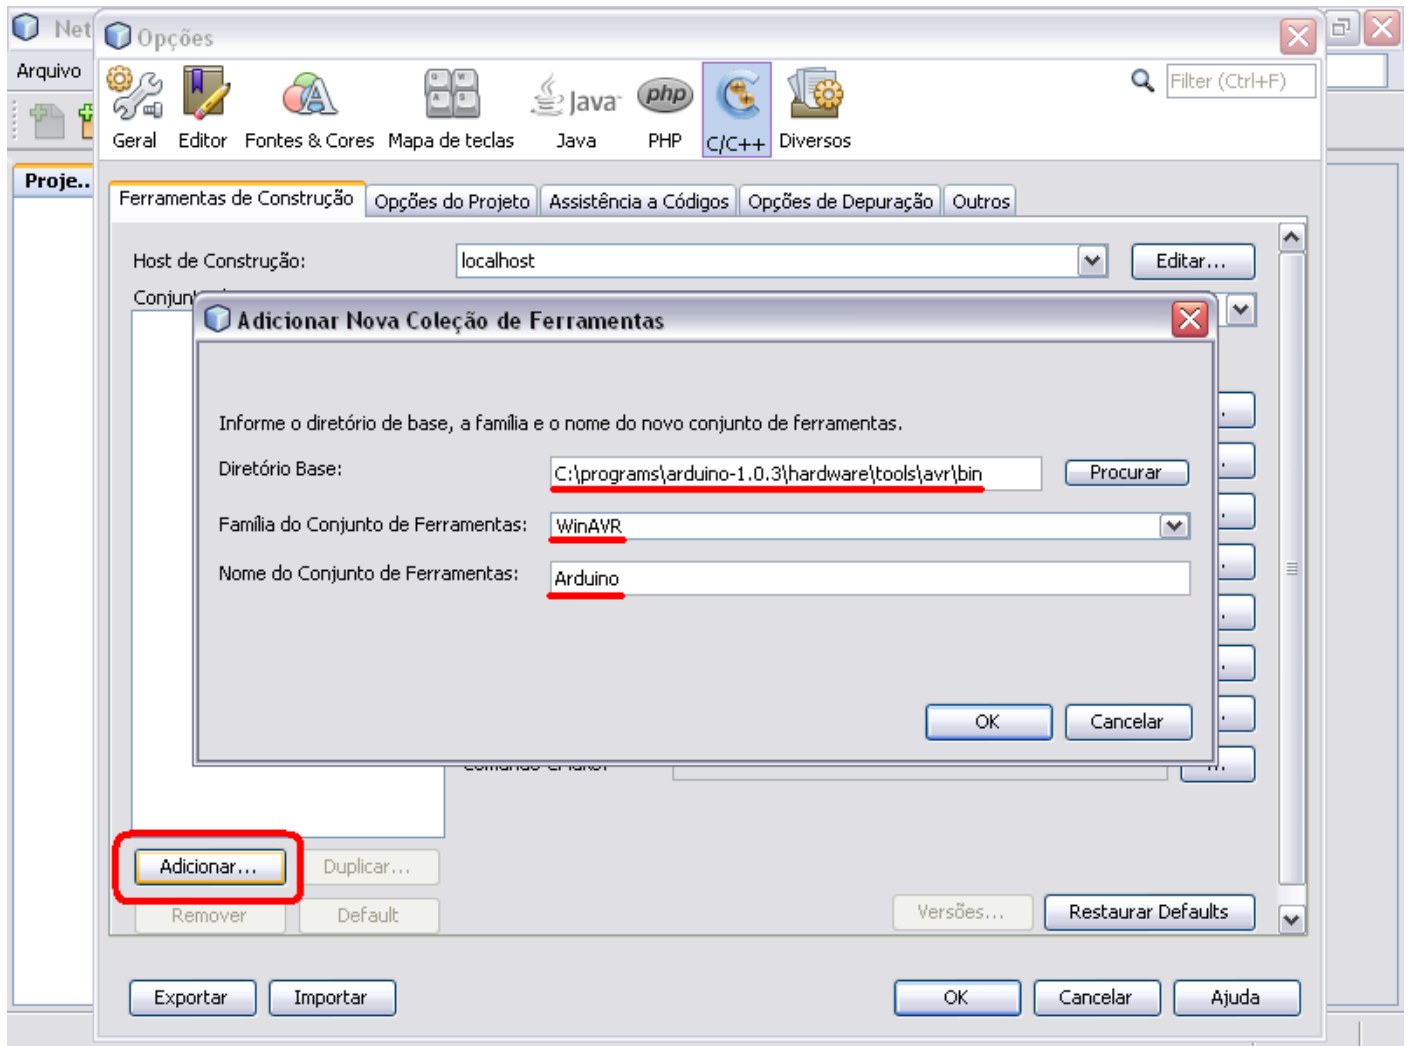 Net
Opções
Arquivo
Filter (Ctrl+F)
Geral Editor Fontes & Cores Mapa de teclas Java PHP C/C++ Diversos
Java
php
Proje..
Ferramentas de Construção Opções do Projeto Assistência a Códigos Opções de Depuração Outros
Host de Construção: localhost Editar...
Adicionar Nova Coleção de Ferramentas
Informe o diretório de base, a família e o nome do novo conjunto de ferramentas.
Diretório Base: C:\programs\arduino-1.0.3\hardware\tools\avr\bin Procurar
Família do Conjunto de Ferramentas: WinAVR
Nome do Conjunto de Ferramentas: Arduino
OK Cancelar
Adicionar... Duplicar...
Remover Default Versões... Restaurar Defaults
Exportar Importar OK Cancelar Ajuda